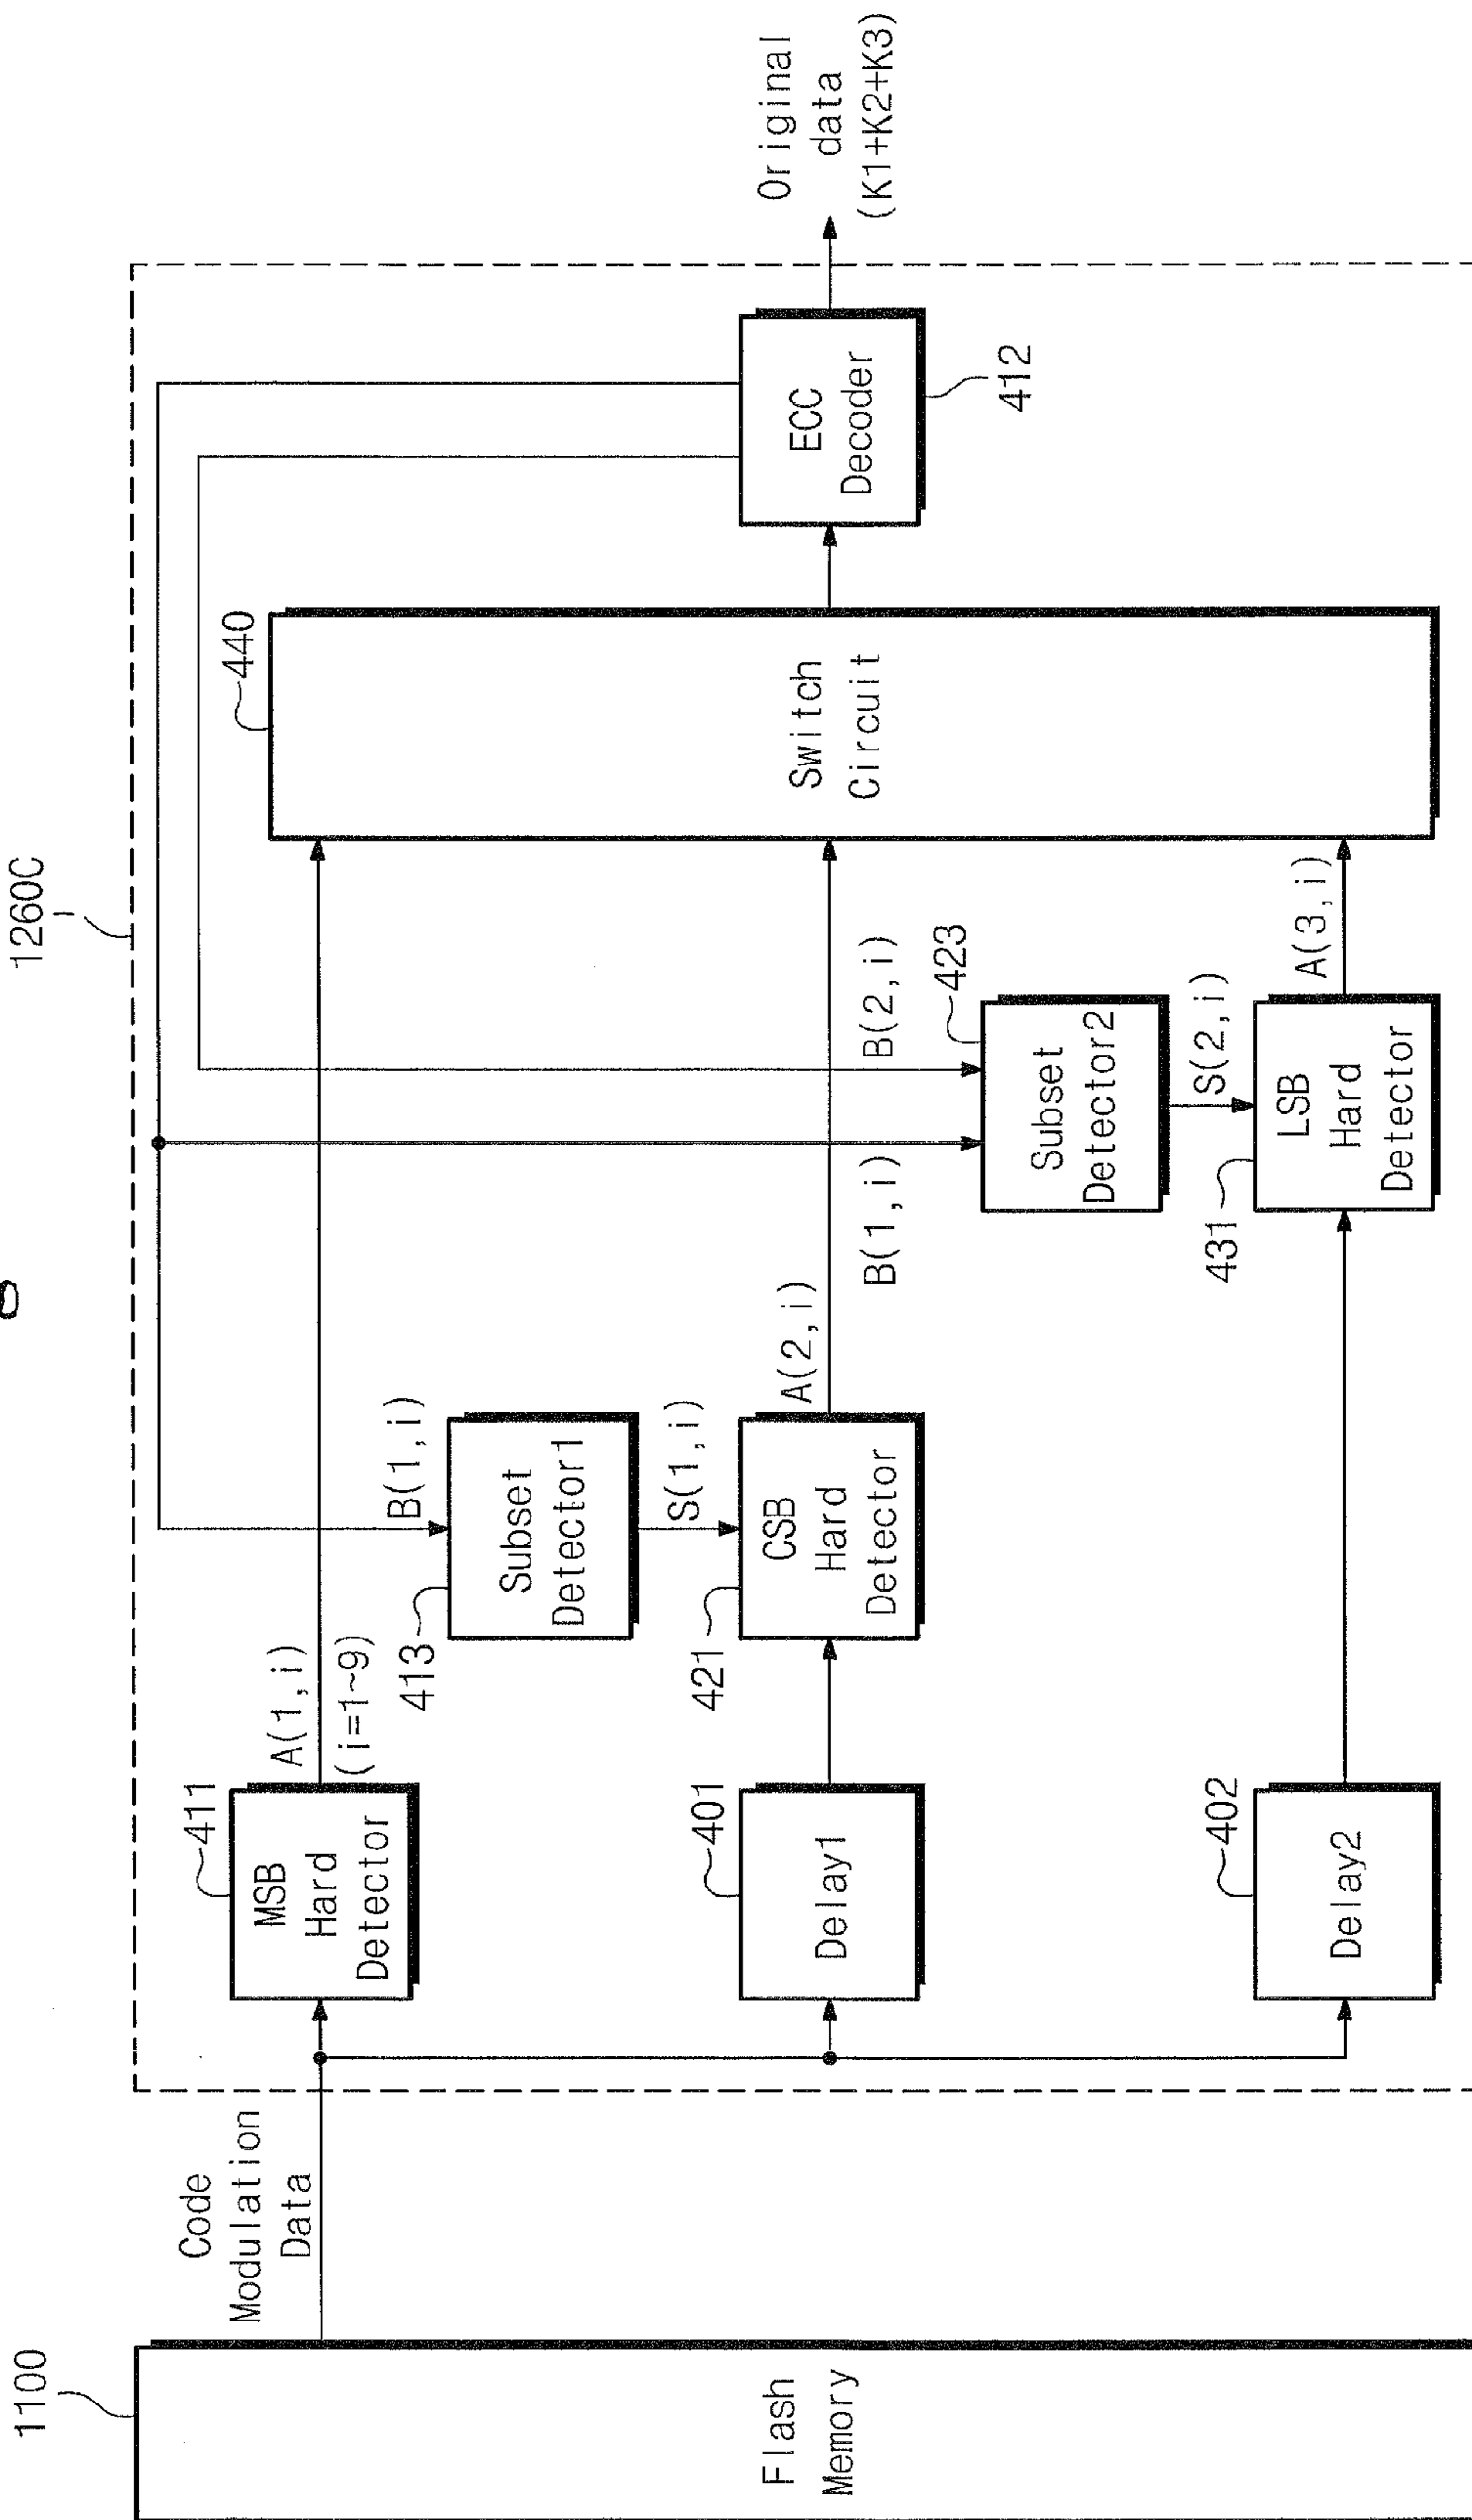 1260C
1100
Flash
Memory
Code
Modulation
Data
411
MSB
Hard
Detector
A(1,i)
(i=1~9)
401
Delay1
402
Delay2
B(1,i)
413
Subset
Detector1
S(1,i)
421
CSB
Hard
Detector
A(2,i)
B(1,i)
B(2,i)
423
Subset
Detector2
S(2,i)
431
LSB
Hard
Detector
A(3,i)
440
Switch
Circuit
ECC
Decoder
412
Original
data
(K1+K2+K3)